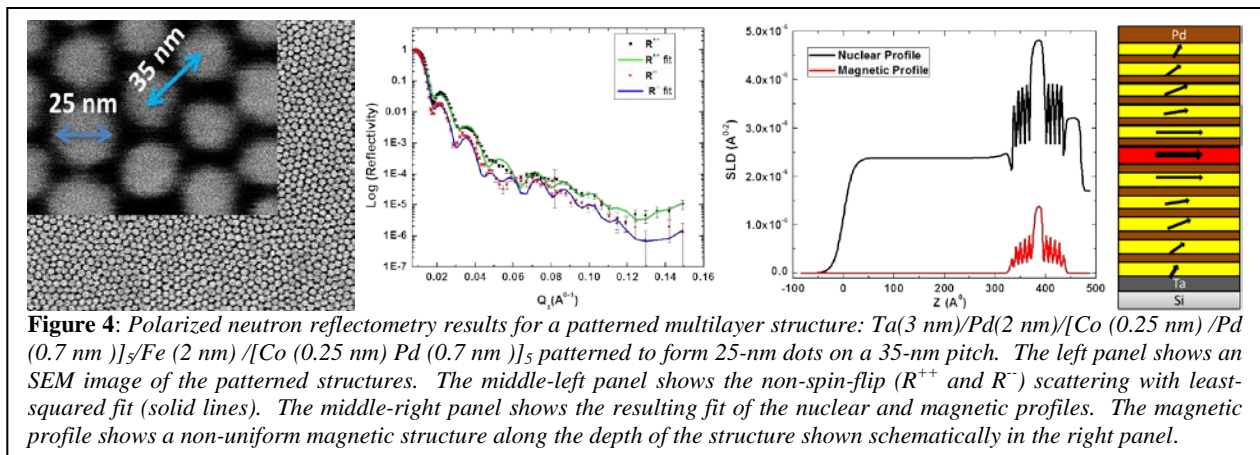 35 nm
25 nm
Log (Reflectivity)
1
0.1
0.01
1E-3
1E-4
1E-5
1E-6
1E-7
R++
R++ fit
R--
R-- fit
0.00 0.02 0.04 0.06 0.08 0.10 0.12 0.14 0.16
Qz(A0-1)
SLD (A0-2)
5.0x10-6
4.0x10-6
3.0x10-6
2.0x10-6
1.0x10-6
0.0
Nuclear Profile
Magnetic Profile
-100 0 100 200 300 400 500
Z (A0)
Pd
Ta
Si
Figure 4: Polarized neutron reflectometry results for a patterned multilayer structure: Ta(3 nm)/Pd(2 nm)/[Co (0.25 nm) /Pd
(0.7 nm )]5/Fe (2 nm) /[Co (0.25 nm) Pd (0.7 nm )]5 patterned to form 25-nm dots on a 35-nm pitch. The left panel shows an
SEM image of the patterned structures. The middle-left panel shows the non-spin-flip (R++ and R--) scattering with least-
squared fit (solid lines). The middle-right panel shows the resulting fit of the nuclear and magnetic profiles. The magnetic
profile shows a non-uniform magnetic structure along the depth of the structure shown schematically in the right panel.